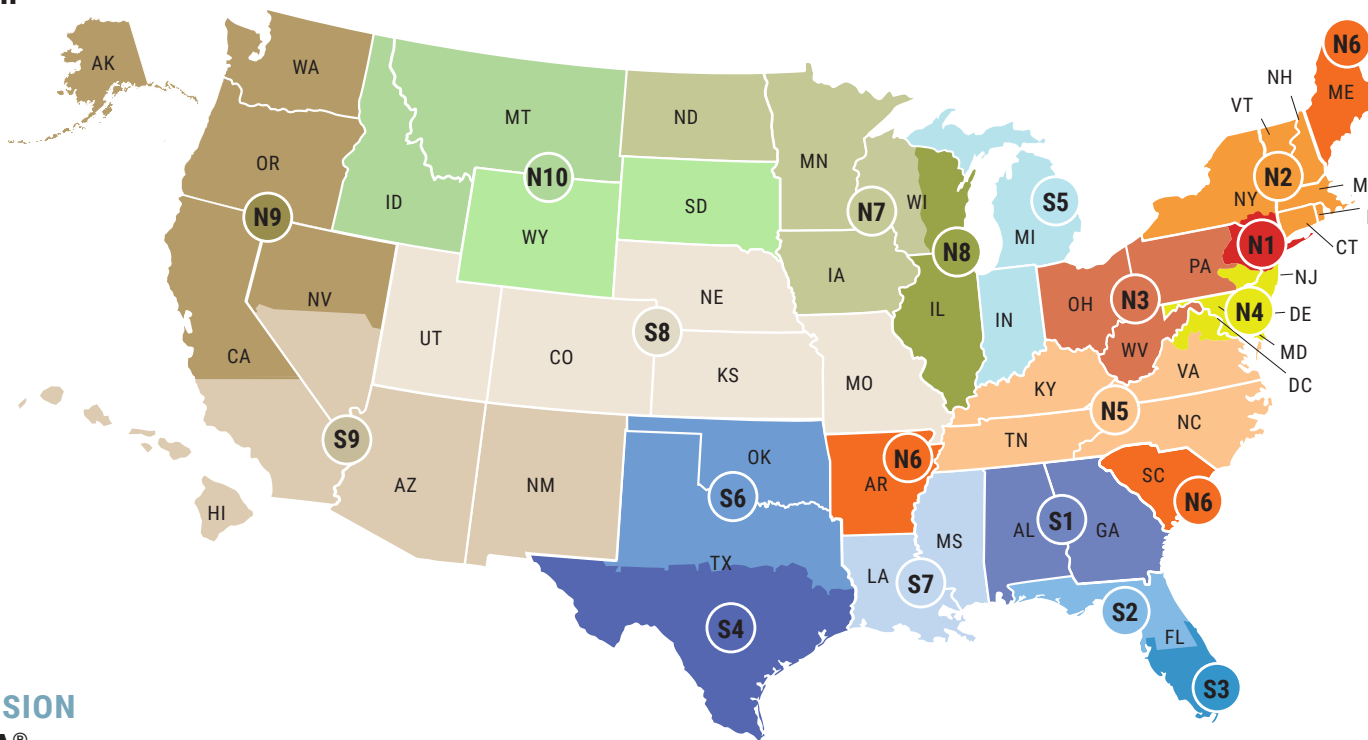 AK
WA
MT
ND
MN
OR
ID
N10
WY
SD
N7
WI
N8
S5
MI
N6
ME
NH
VT
N2
NY
CT
N1
PA
NJ
N9
NV
CA
UT
CO
NE
S8
KS
IA
IL
IN
OH
N3
N4
DE
MD
DC
WV
VA
MO
KY
N5
TN
NC
HI
S9
AZ
NM
OK
S6
AR
N6
SC
N6
TX
S4
LA
S7
MS
AL
S1
GA
S2
FL
S3
SION
A®